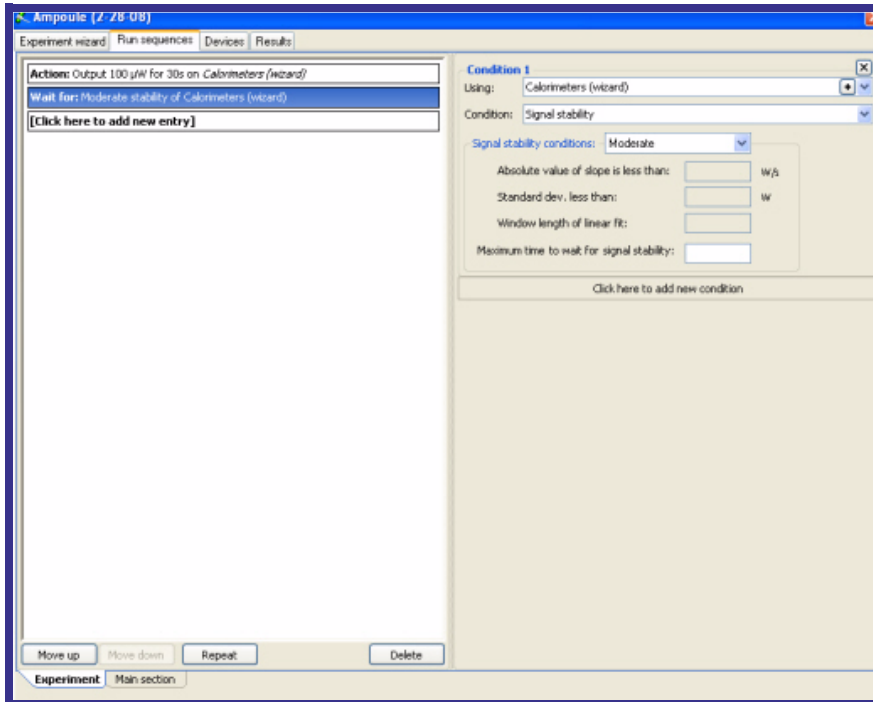 Ampoule (2-28-08)
Experiment wizard Run sequences Devices Results
Action: Output 100 µW for 30s on Calorimeters (wizard)
Wait for: Moderate stability of Calorimeters (wizard)
[Click here to add new entry]
Condition 1
Using: Calorimeters (wizard)
Condition: Signal stability
Signal stability conditions: Moderate
Absolute value of slope is less than: W/s
Standard dev. less than: W
Window length of linear fit:
Maximum time to wait for signal stability:
Click here to add new condition
Move up Move down Repeat Delete
Experiment Main section